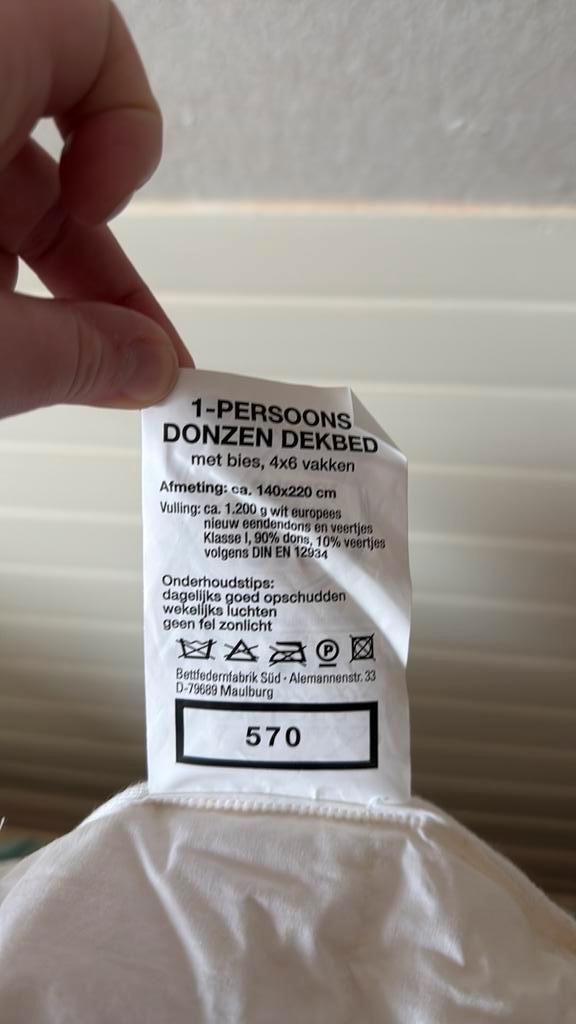 1-PERSOONS
DONZEN DEKBED
met bies, 4x6 vakken
Afmeting: ca. 140x220 cm
Vulling: ca. 1.200 g wit europees
nieuw eendendons en veertjes
Klasse I, 90% dons, 10% veertjes
volgens DIN EN 12934
Onderhoudstips:
dagelijks goed opschudden
wekelijks luchten
geen fel zonlicht
P
Bettfedernfabrik Süd · Alemannenstr. 33
D-79689 Maulburg
570